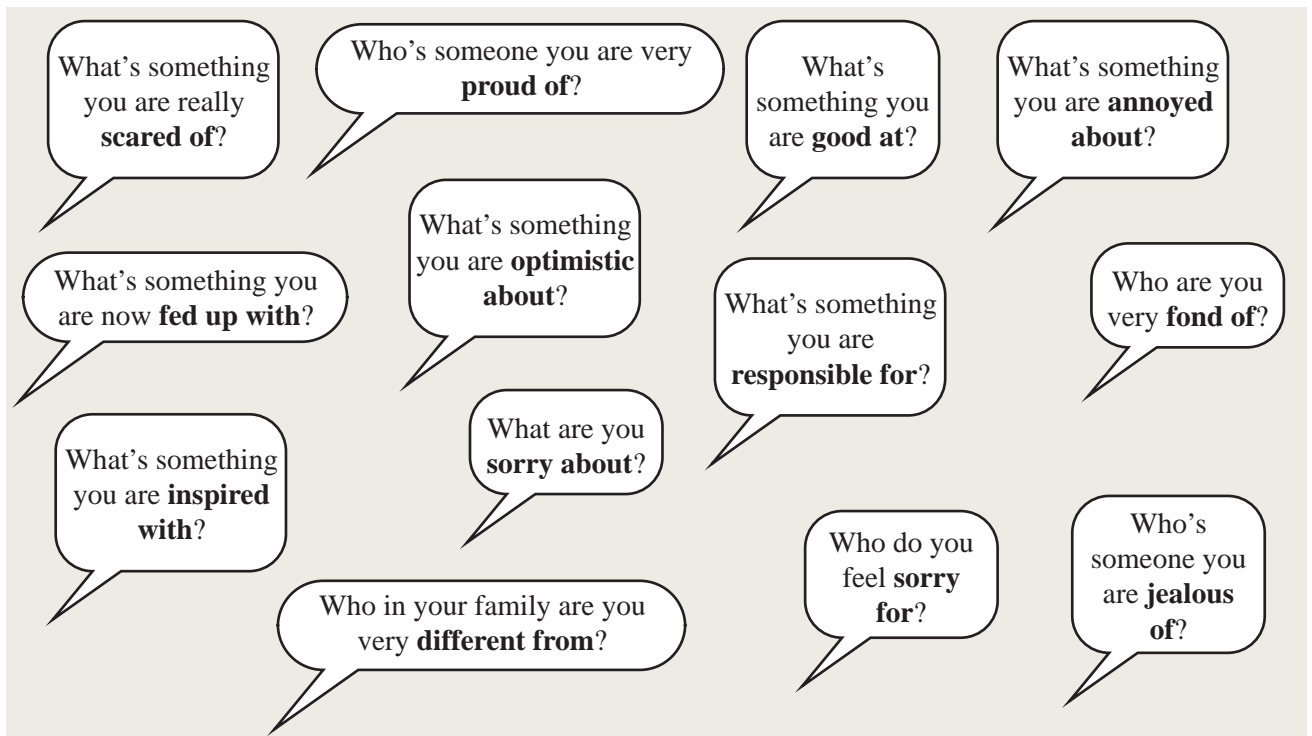 What’s something
you are really
scared of?
Who’s someone you are very
proud of?
What’s
something you
are good at?
What’s something
you are annoyed
about?
What’s something you
are now fed up with?
What’s something
you are optimistic
about?
What’s something
you are
responsible for?
Who are you
very fond of?
What’s something
you are inspired
with?
What are you
sorry about?
Who in your family are you
very different from?
Who do you
feel sorry
for?
Who’s
someone you
are jealous
of?